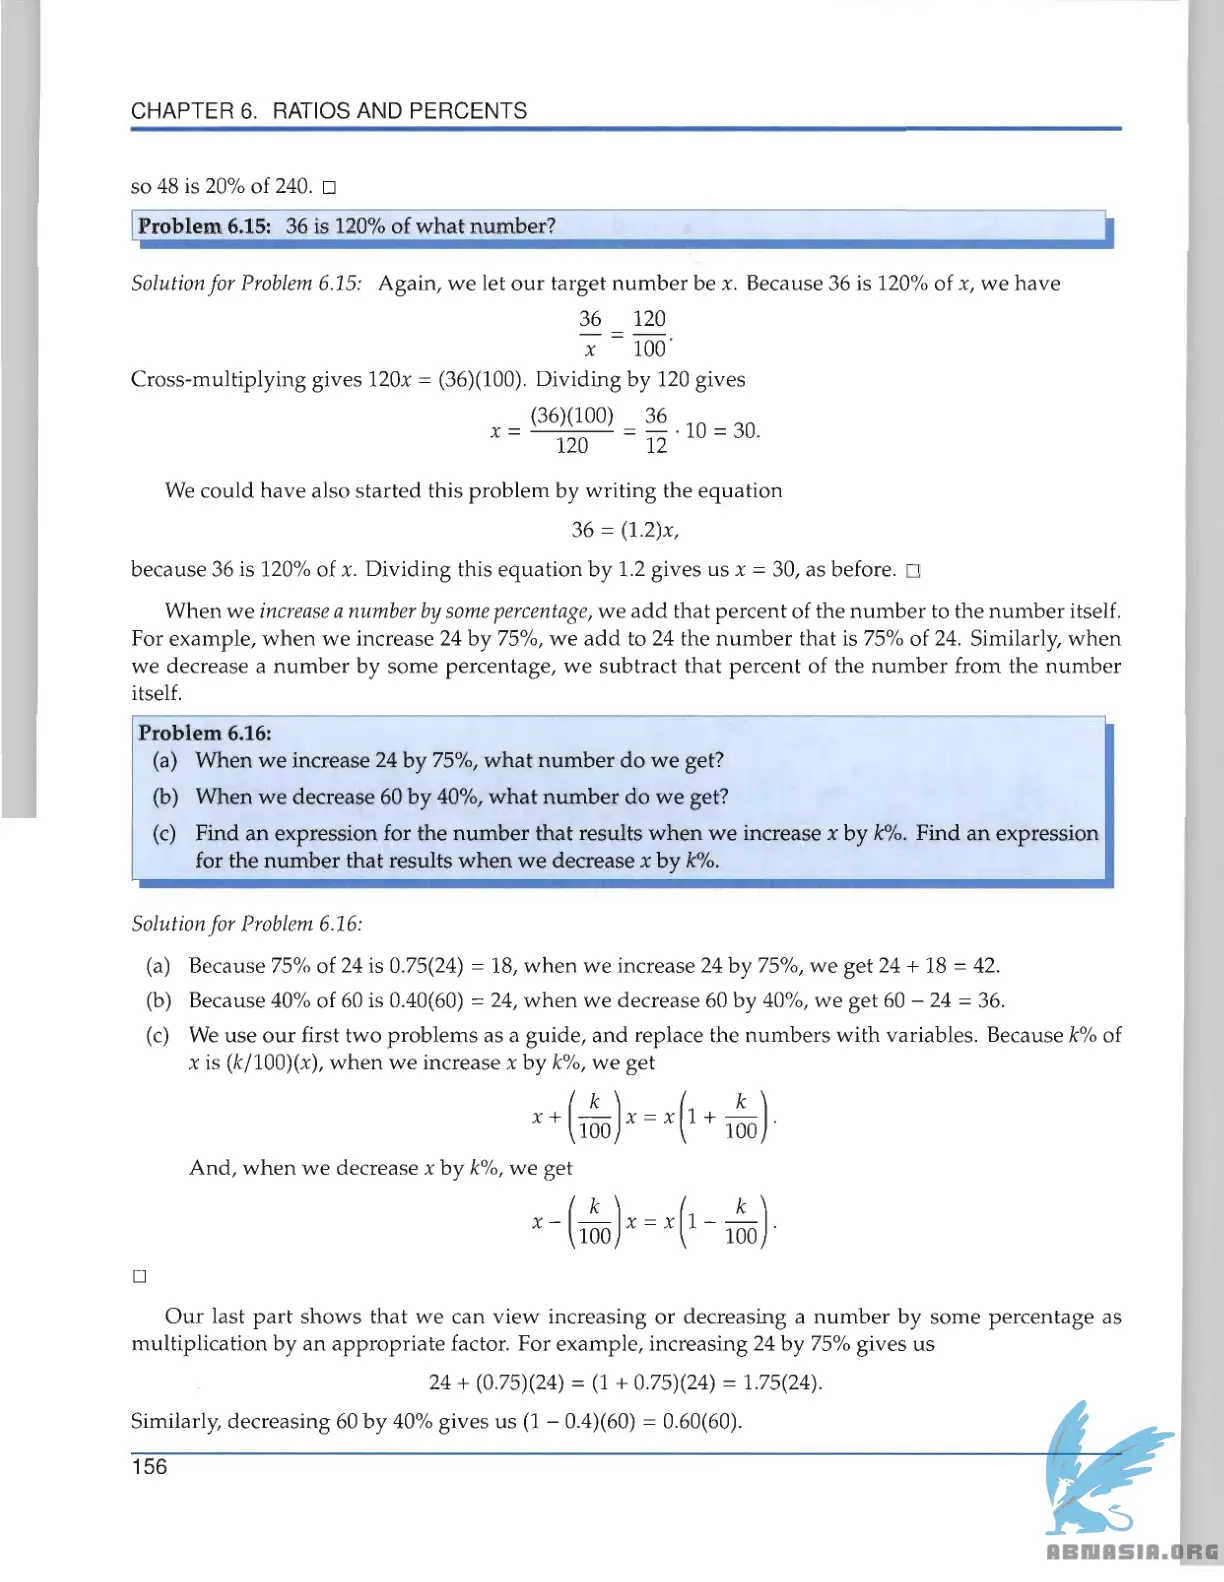 CHAPTER 6. RATIOS AND PERCENTS
so 48 is 20% of 240. □
Problem 6.15: 36 is 120% of what number?
Solution for Problem 6.15: Again, we let our target number be x. Because 36 is 120% of x, we have
36/x = 120/100.
Cross-multiplying gives 120x = (36)(100). Dividing by 120 gives
x = (36)(100)/120 = 36/12 · 10 = 30.
We could have also started this problem by writing the equation
36 = (1.2)x,
because 36 is 120% of x. Dividing this equation by 1.2 gives us x = 30, as before. □
When we increase a number by some percentage, we add that percent of the number to the number itself.
For example, when we increase 24 by 75%, we add to 24 the number that is 75% of 24. Similarly, when
we decrease a number by some percentage, we subtract that percent of the number from the number
itself.
Problem 6.16:
(a) When we increase 24 by 75%, what number do we get?
(b) When we decrease 60 by 40%, what number do we get?
(c) Find an expression for the number that results when we increase x by k%. Find an expression
for the number that results when we decrease x by k%.
Solution for Problem 6.16:
(a) Because 75% of 24 is 0.75(24) = 18, when we increase 24 by 75%, we get 24 + 18 = 42.
(b) Because 40% of 60 is 0.40(60) = 24, when we decrease 60 by 40%, we get 60 − 24 = 36.
(c) We use our first two problems as a guide, and replace the numbers with variables. Because k% of
x is (k/100)(x), when we increase x by k%, we get
x + (k/100)x = x(1 + k/100).
And, when we decrease x by k%, we get
x − (k/100)x = x(1 − k/100).
□
Our last part shows that we can view increasing or decreasing a number by some percentage as
multiplication by an appropriate factor. For example, increasing 24 by 75% gives us
24 + (0.75)(24) = (1 + 0.75)(24) = 1.75(24).
Similarly, decreasing 60 by 40% gives us (1 − 0.4)(60) = 0.60(60).
156
ABNASIA.ORG